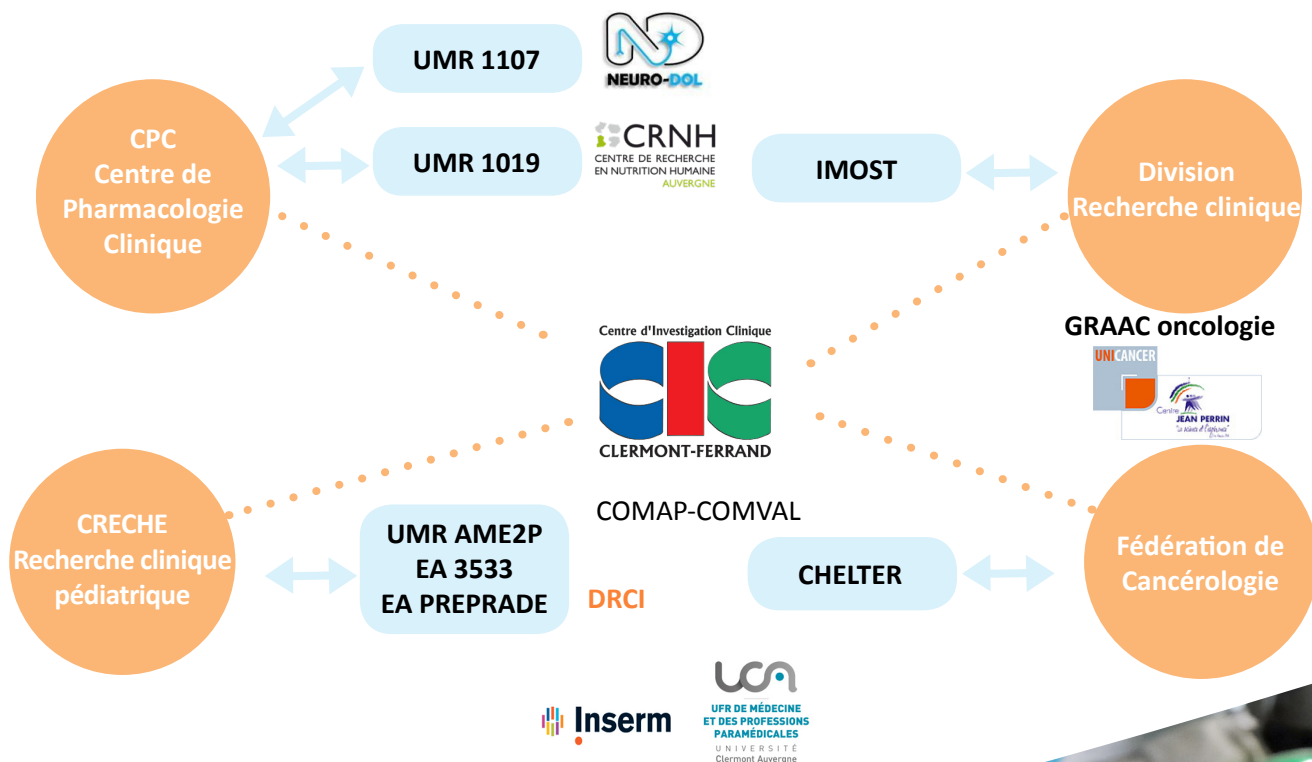 UMR 1107
NEURO-DOL
CPC
Centre de
Pharmacologie
Clinique
UMR 1019
CRNH
CENTRE DE RECHERCHE
EN NUTRITION HUMAINE
AUVERGNE
IMOST
Division
Recherche clinique
GRAAC oncologie
UNICANCER
Centre
JEAN PERRIN
Centre d'Investigation Clinique
CIC
CLERMONT-FERRAND
COMAP-COMVAL
CRECHE
Recherche clinique
pédiatrique
UMR AME2P
EA 3533
EA PREPRADE
DRCI
CHELTER
Fédération de
Cancérologie
Inserm
UCA
UFR DE MÉDECINE
ET DES PROFESSIONS
PARAMÉDICALES
UNIVERSITÉ
Clermont Auvergne